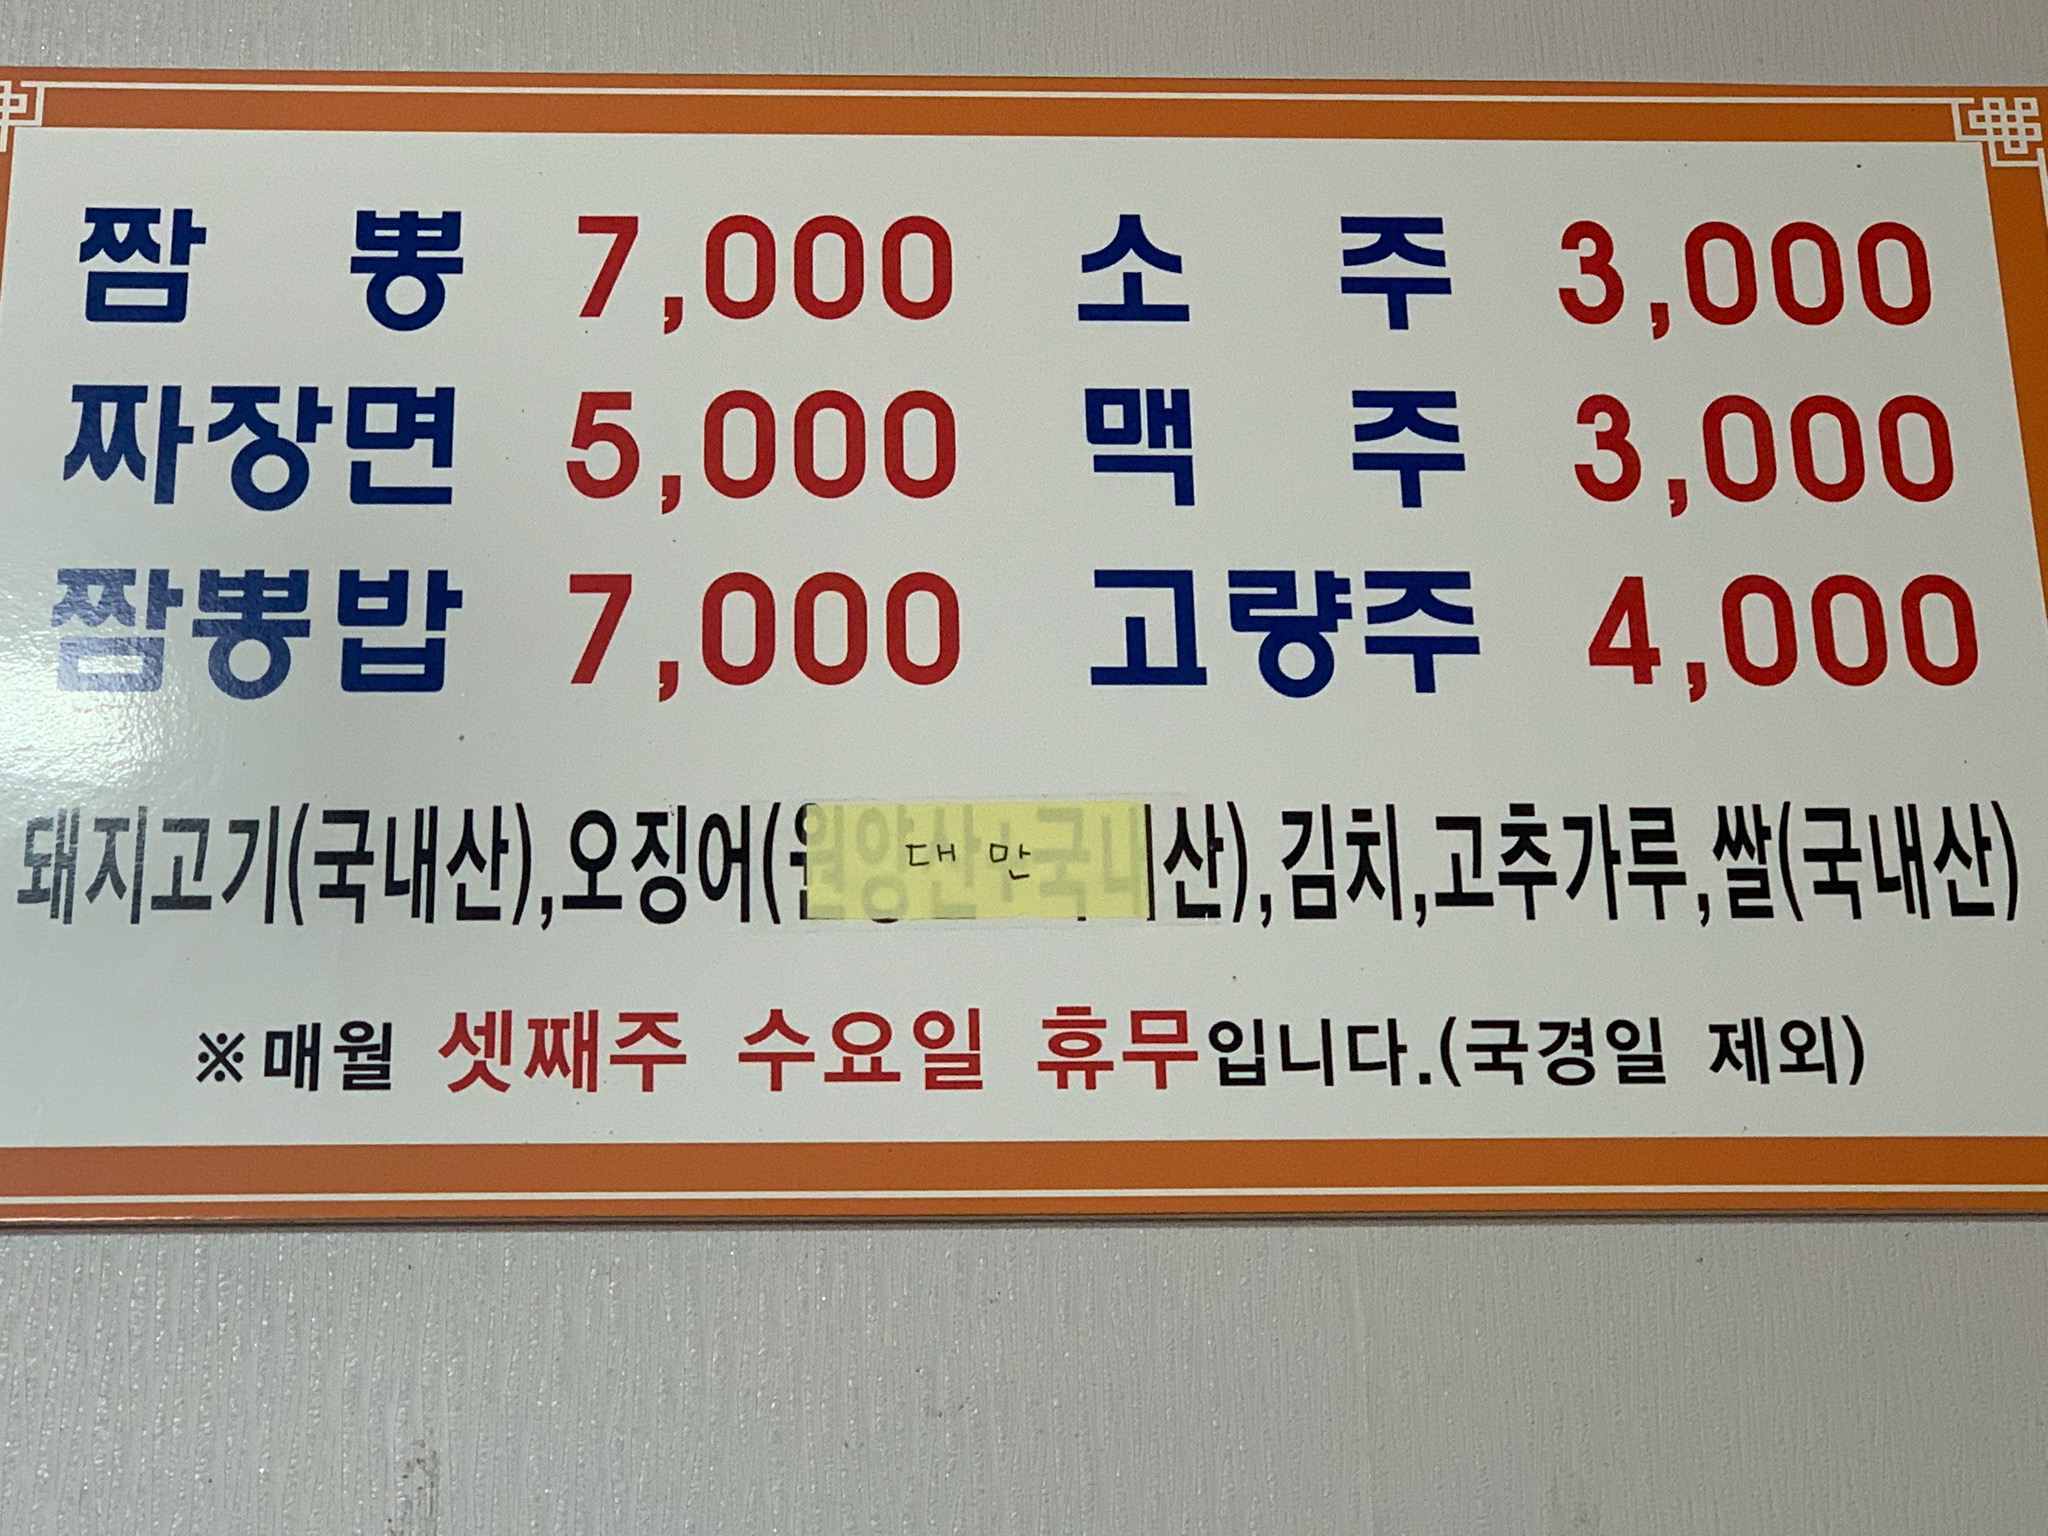 짬 뽕 7,000 소 주 3,000
짜장면 5,000 맥 주 3,000
짬뽕밥 7,000 고량주 4,000
돼지고기(국내산),오징어(대만산),김치,고추가루,쌀(국내산)
※매월 셋째주 수요일 휴무입니다.(국경일 제외)